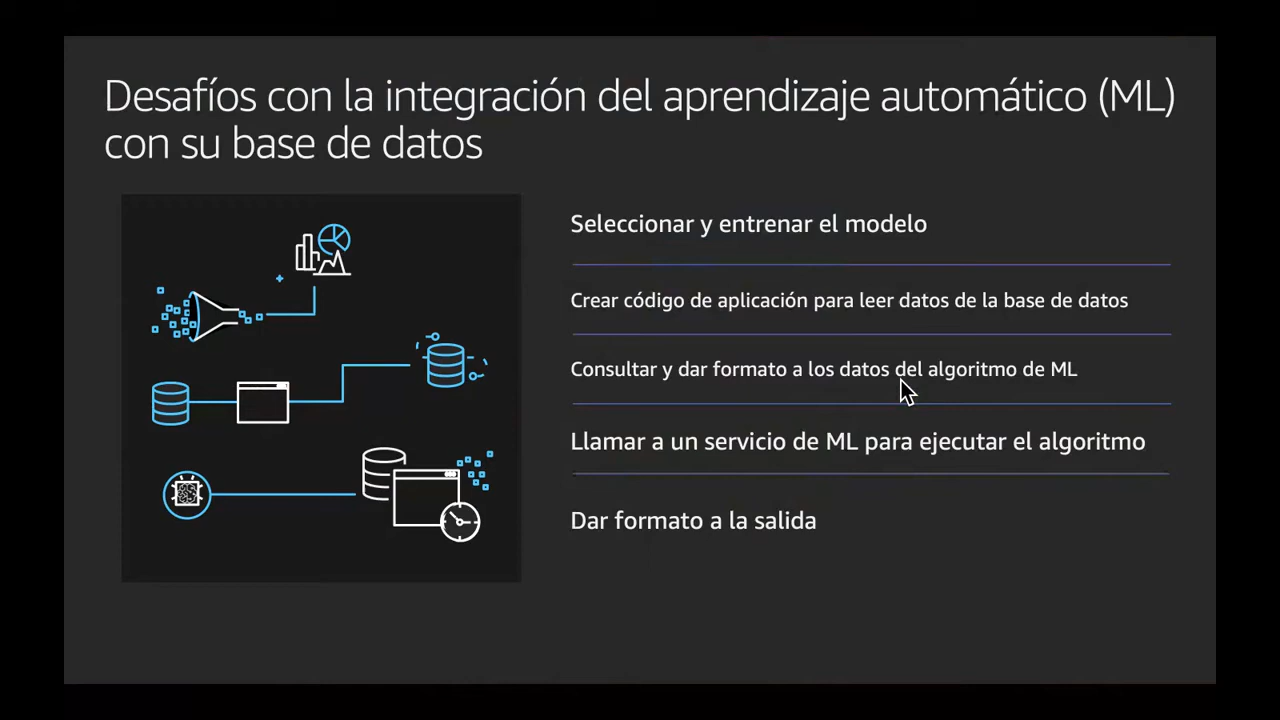 Desafíos con la integración del aprendizaje automático (ML)
con su base de datos
Seleccionar y entrenar el modelo
Crear código de aplicación para leer datos de la base de datos
Consultar y dar formato a los datos del algoritmo de ML
Llamar a un servicio de ML para ejecutar el algoritmo
Dar formato a la salida